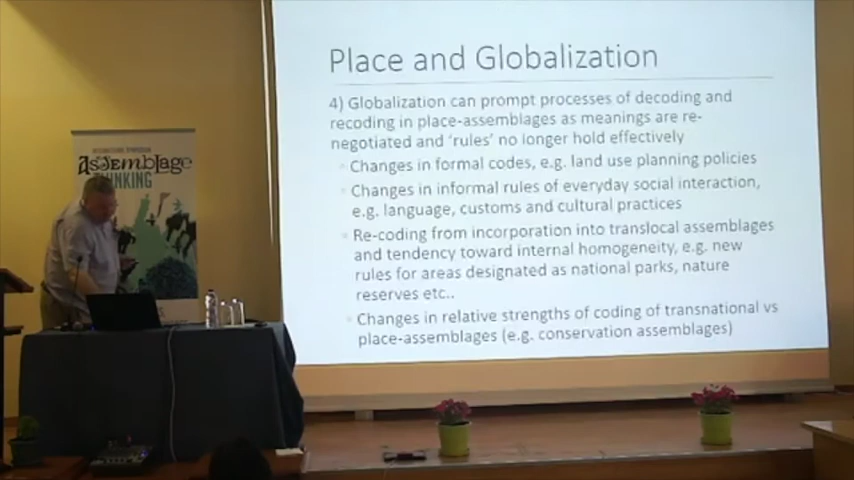 Place and Globalization
4) Globalization can prompt processes of decoding and
recoding in place-assemblages as meanings are re-
negotiated and ‘rules’ no longer hold effectively
Changes in formal codes, e.g. land use planning policies
Changes in informal rules of everyday social interaction,
e.g. language, customs and cultural practices
Re-coding from incorporation into translocal assemblages
and tendency toward internal homogeneity, e.g. new
rules for areas designated as national parks, nature
reserves etc..
Changes in relative strengths of coding of transnational vs
place-assemblages (e.g. conservation assemblages)
INTERNATIONAL SYMPOSIUM
Assemblage